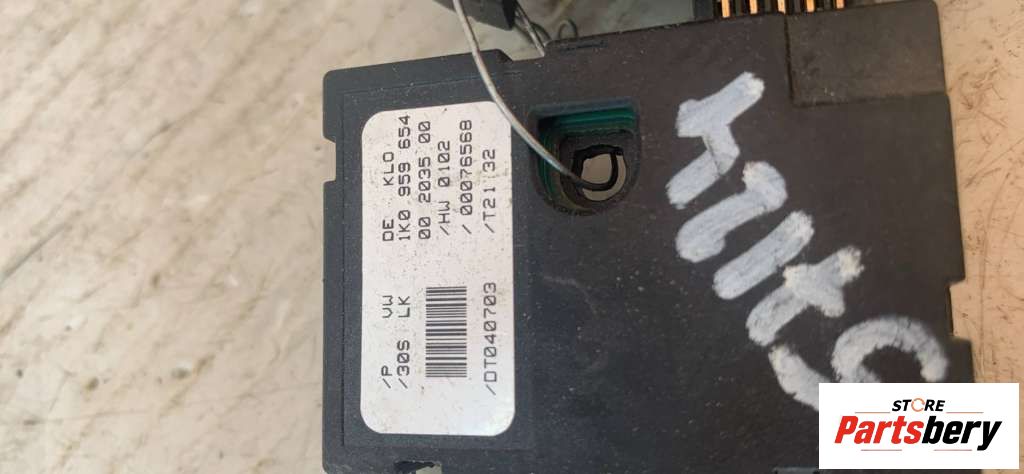 /P VW DE KLO
/30S LK 1K0 959 654
00 2035 00
/HW 0102
/ 00076568
/DT040703 /T21 32
STORE
Partsbery